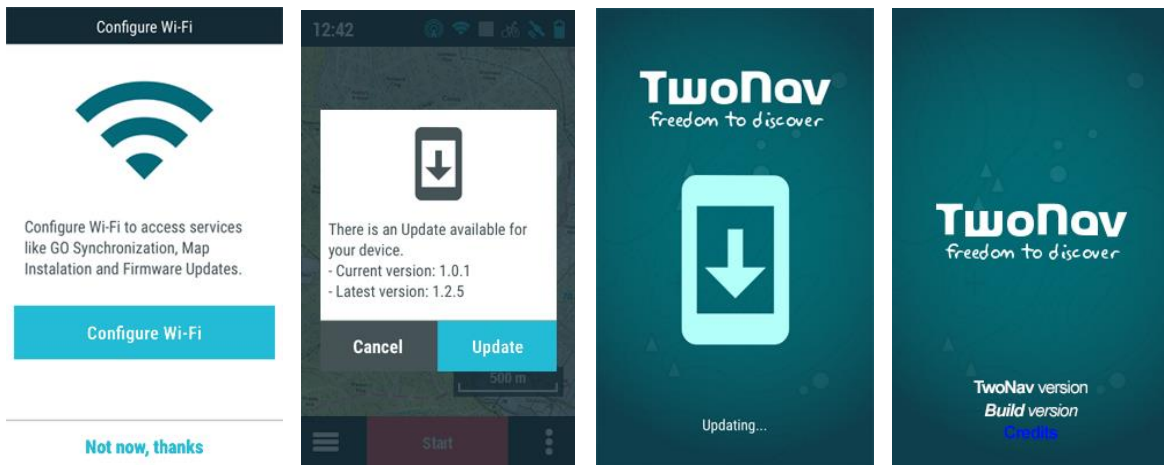 Configure Wi-Fi
Configure Wi-Fi to access services
like GO Synchronization, Map
Instalation and Firmware Updates.
Configure Wi-Fi
Not now, thanks
12:42
There is an Update available for
your device.
- Current version: 1.0.1
- Latest version: 1.2.5
Cancel
Update
500 m
Start
TwoNav
freedom to discover
Updating...
TwoNav
freedom to discover
TwoNav version
Build version
Credits